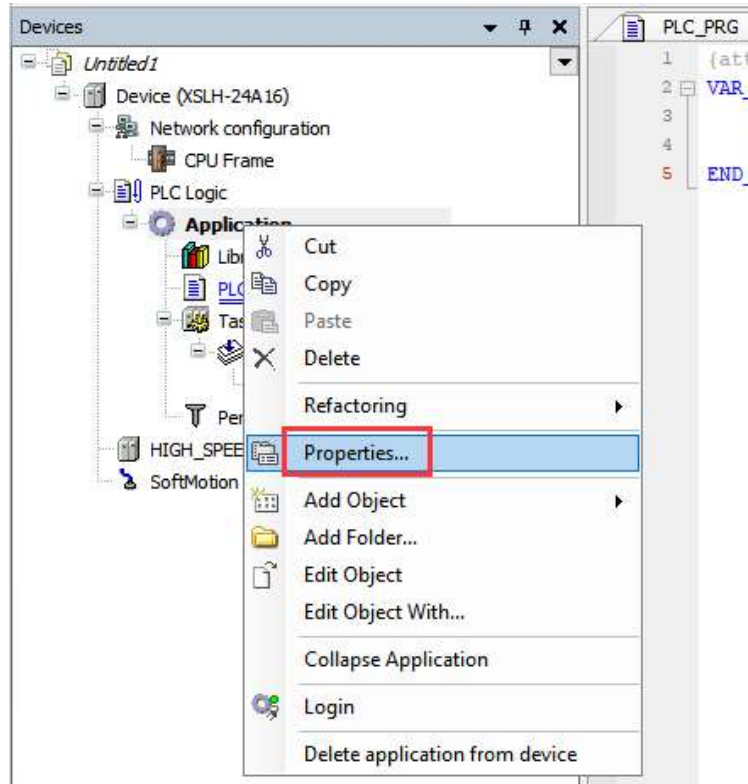 Devices
Untitled1
Device (XSLH-24A16)
Network configuration
CPU Frame
PLC Logic
Application
Lib
PLC
Tas
Per
HIGH_SPEE
SoftMotion
Cut
Copy
Paste
Delete
Refactoring
Properties...
Add Object
Add Folder...
Edit Object
Edit Object With...
Collapse Application
Login
Delete application from device
PLC_PRG
1 {att
2 VAR_
3
4
5 END_